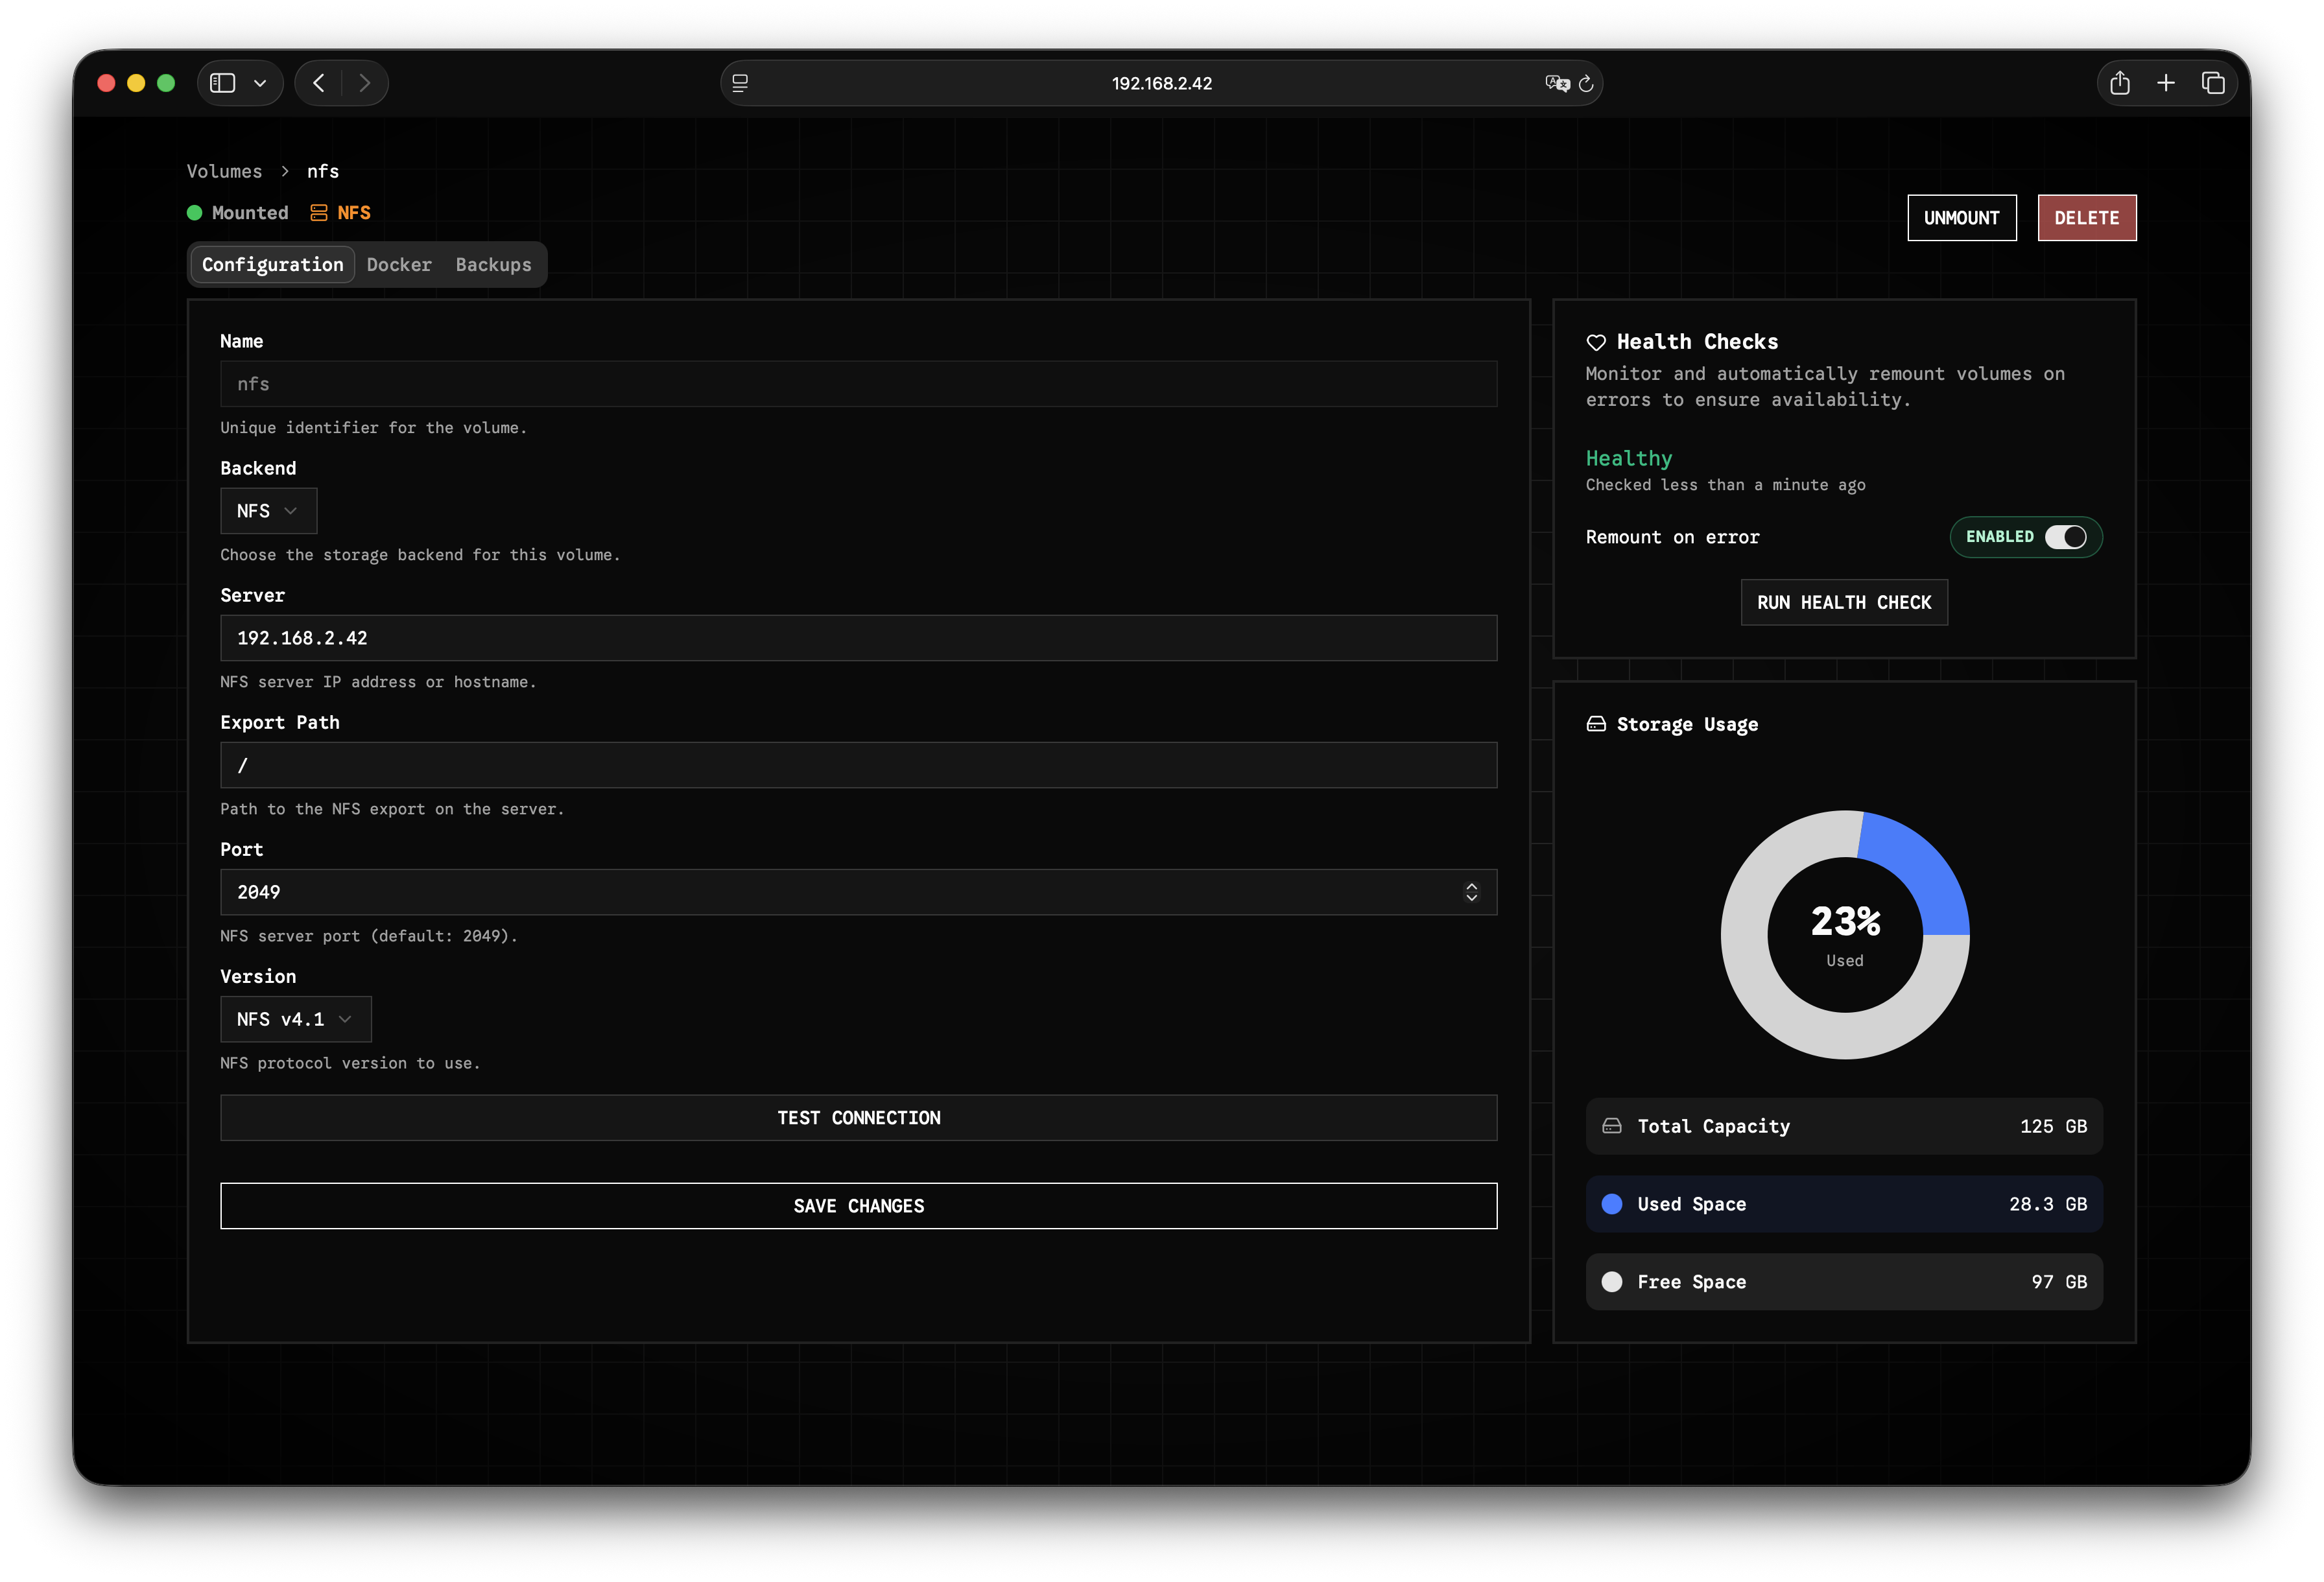 192.168.2.42
Volumes > nfs
Mounted NFS
UNMOUNT DELETE
Configuration Docker Backups
Name
nfs
Unique identifier for the volume.
Backend
NFS
Choose the storage backend for this volume.
Server
192.168.2.42
NFS server IP address or hostname.
Export Path
/
Path to the NFS export on the server.
Port
2049
NFS server port (default: 2049).
Version
NFS v4.1
NFS protocol version to use.
TEST CONNECTION
SAVE CHANGES
Health Checks
Monitor and automatically remount volumes on
errors to ensure availability.
Healthy
Checked less than a minute ago
Remount on error ENABLED
RUN HEALTH CHECK
Storage Usage
23%
Used
Total Capacity 125 GB
Used Space 28.3 GB
Free Space 97 GB